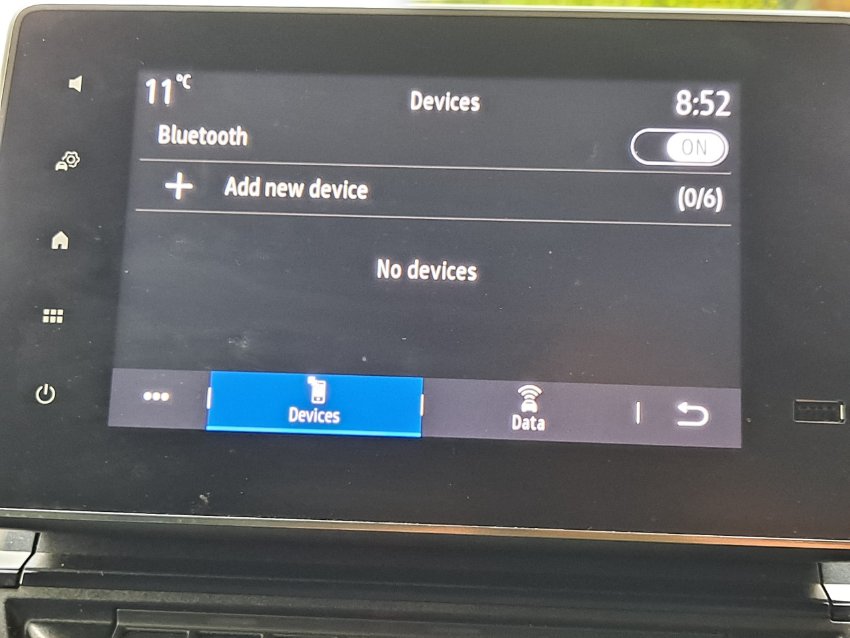 11°C Devices 8:52
Bluetooth ON
Add new device (0/6)
No devices
Devices Data